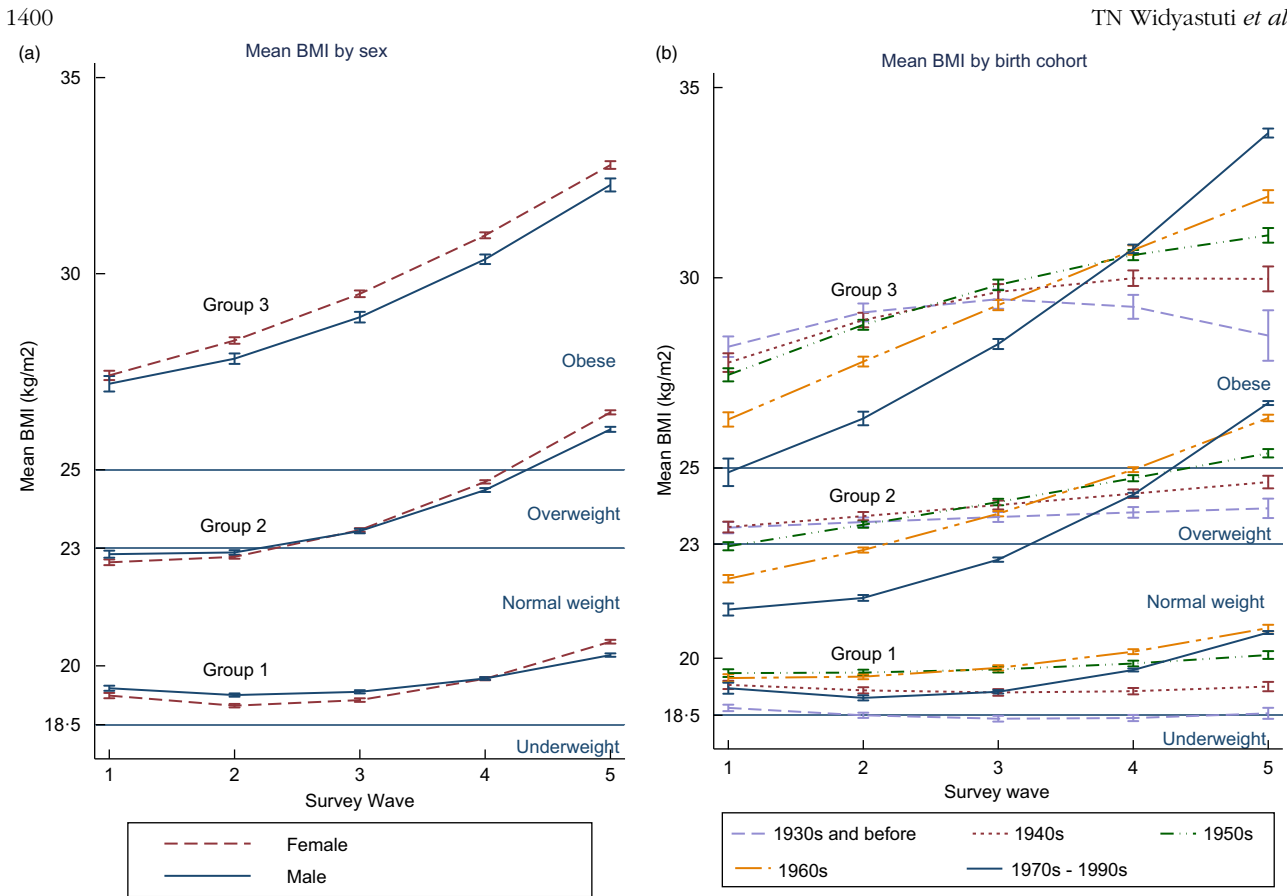 1400
TN Widyastuti et al
(a)
Mean BMI by sex
35
30
25
23
20
18·5
Mean BMI (kg/m2)
Group 3
Obese
Group 2
Overweight
Normal weight
Group 1
Underweight
1 2 3 4 5
Survey Wave
Female
Male
(b)
Mean BMI by birth cohort
35
30
25
23
20
18·5
Mean BMI (kg/m2)
Group 3
Obese
Group 2
Overweight
Normal weight
Group 1
Underweight
1 2 3 4 5
Survey wave
1930s and before 1940s 1950s
1960s 1970s - 1990s